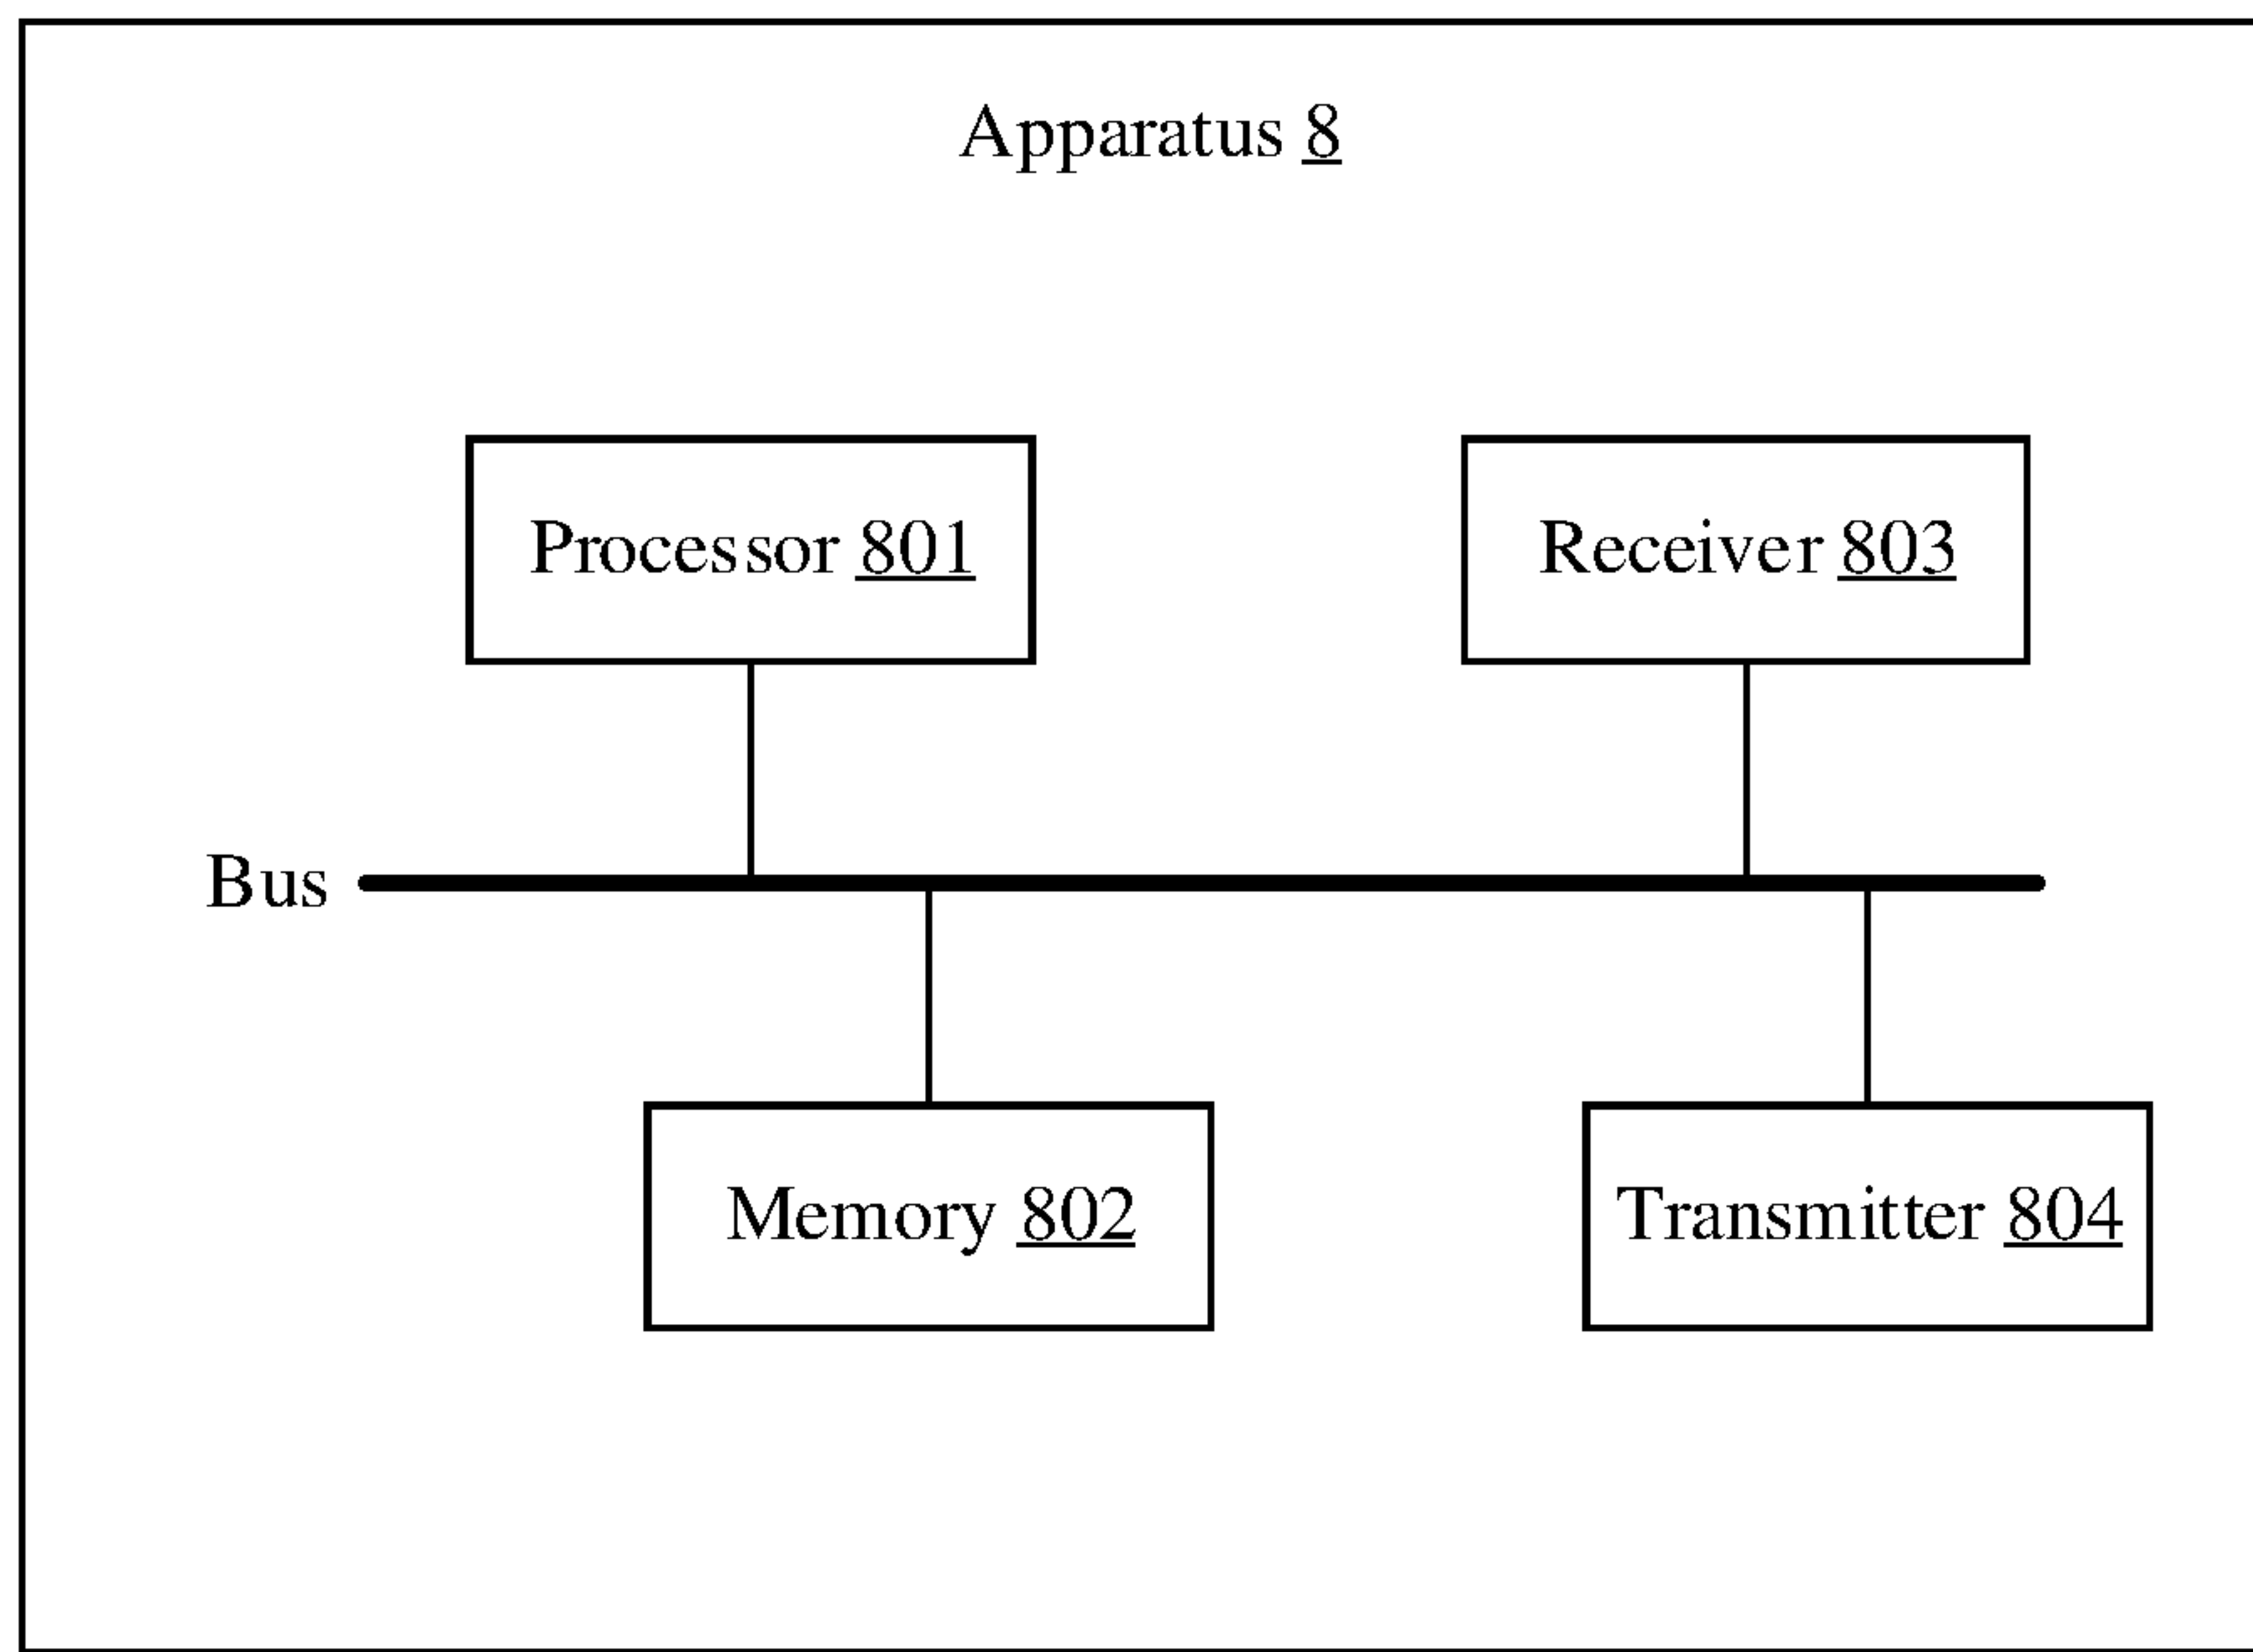 Apparatus 8
Processor 801
Receiver 803
Bus
Memory 802
Transmitter 804